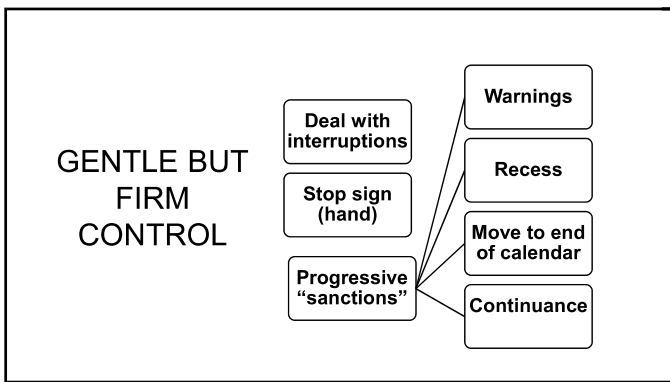 GENTLE BUT
FIRM
CONTROL
Deal with
interruptions
Stop sign
(hand)
Progressive
“sanctions”
Warnings
Recess
Move to end
of calendar
Continuance